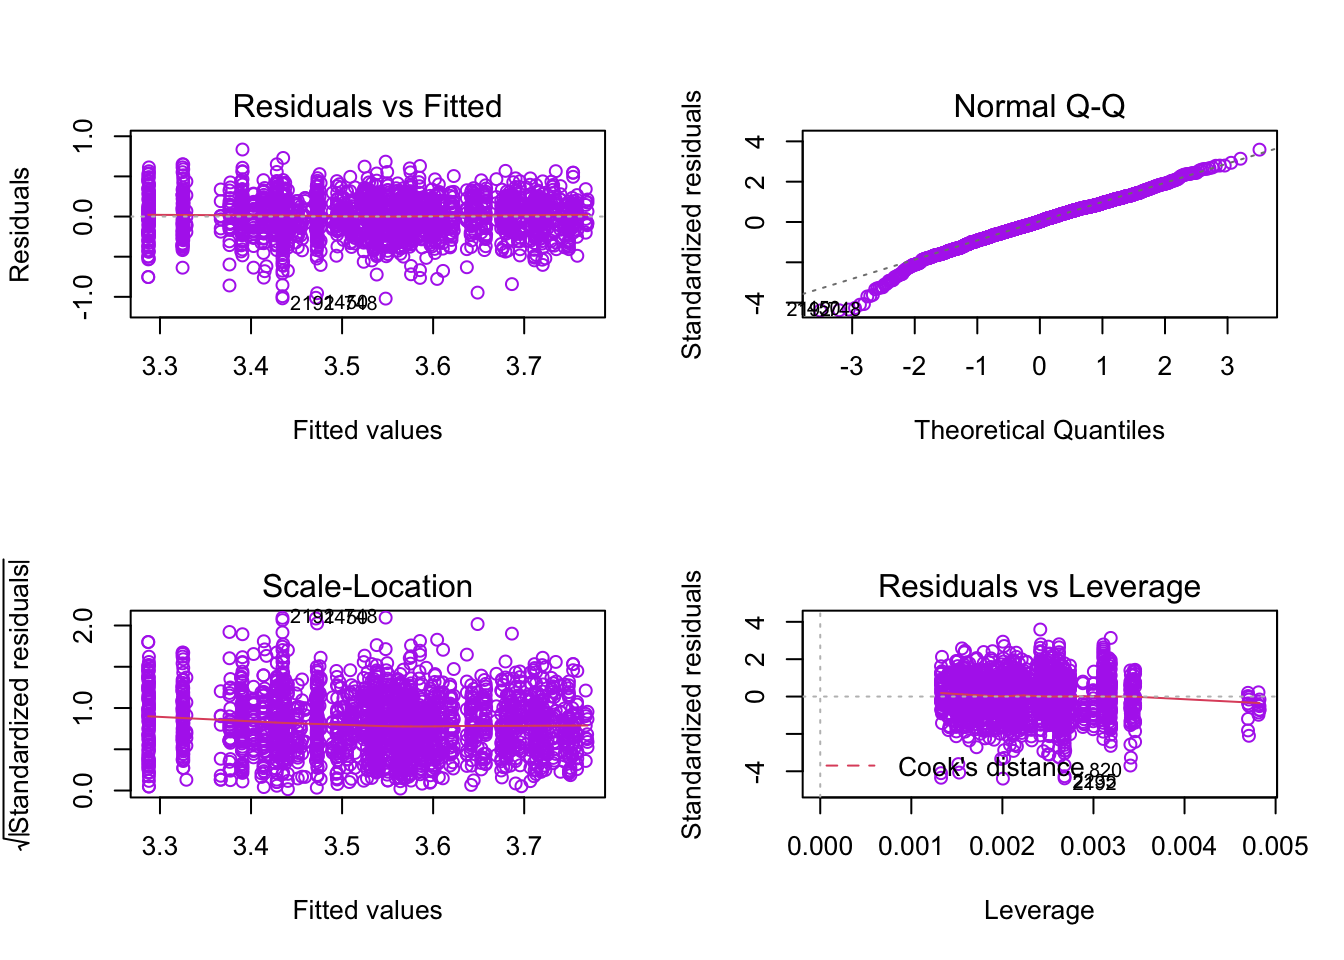 Residuals vs Fitted
Residuals
1.0
0.0
-1.0
748
3.3 3.4 3.5 3.6 3.7
Fitted values
Normal Q-Q
Standardized residuals
4
2
0
-4
-3 -2 -1 0 1 2 3
Theoretical Quantiles
Scale-Location
√|Standardized residuals|
2.0
1.0
0.0
748
3.3 3.4 3.5 3.6 3.7
Fitted values
Residuals vs Leverage
Standardized residuals
4
2
0
-4
Cook's distance
820
0.000 0.001 0.002 0.003 0.004 0.005
Leverage